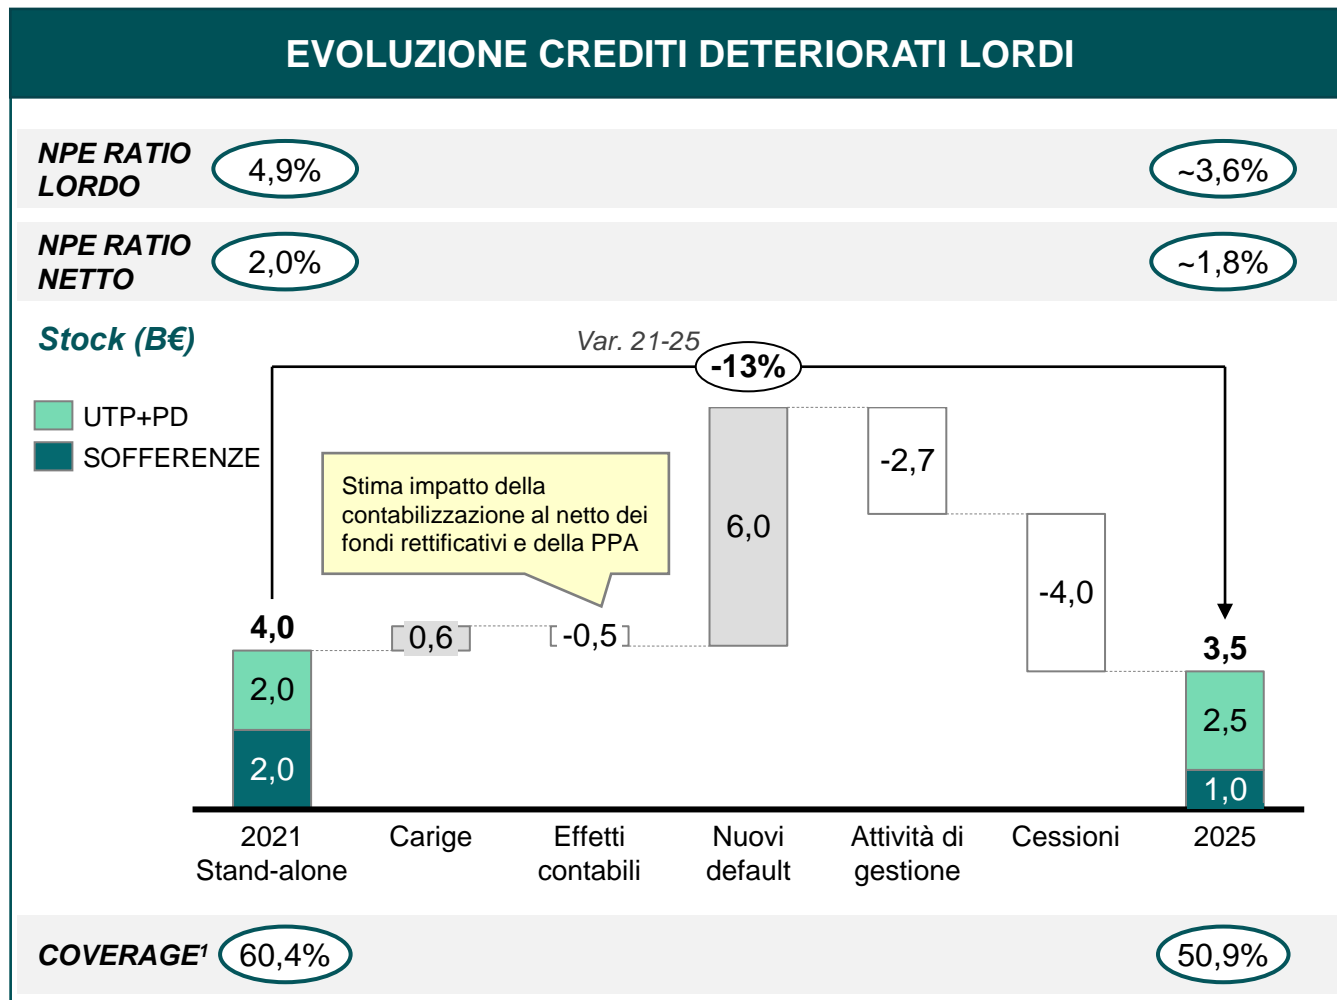 EVOLUZIONE CREDITI DETERIORATI LORDI
NPE RATIO
LORDO
4,9%
~3,6%
NPE RATIO
NETTO
2,0%
~1,8%
Stock (B€)
Var. 21-25
-13%
UTP+PD
SOFFERENZE
Stima impatto della
contabilizzazione al netto dei
fondi rettificativi e della PPA
4,0
2,0
2,0
0,6
-0,5
6,0
-2,7
-4,0
3,5
2,5
1,0
2021
Stand-alone
Carige
Effetti
contabili
Nuovi
default
Attività di
gestione
Cessioni
2025
COVERAGE¹
60,4%
50,9%